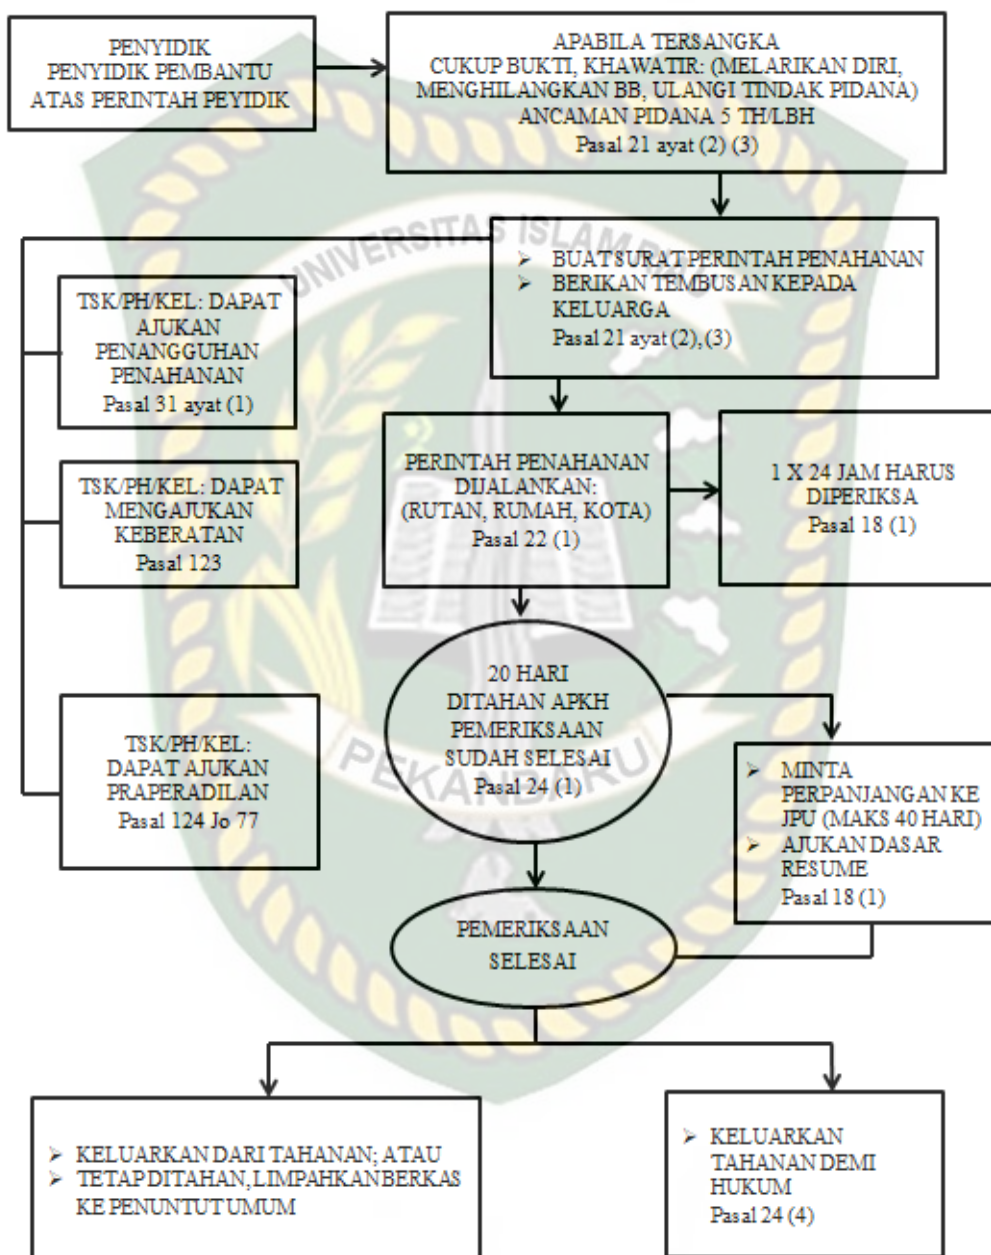 PENYIDIK
PENYIDIK PEMBANTU
ATAS PERINTAH PEYIDIK
APABILA TERSANGKA
CUKUP BUKTI, KHAWATIR: (MELARIKAN DIRI,
MENGHILANGKAN BB, ULANGI TINDAK PIDANA)
ANCAMAN PIDANA 5 TH/LBH
Pasal 21 ayat (2) (3)
UNIVERSITAS ISLAM RIAU
➢ BUAT SURAT PERINTAH PENAHANAN
➢ BERIKAN TEMBUSAN KEPADA
KELUARGA
Pasal 21 ayat (2), (3)
TSK/PH/KEL: DAPAT
AJUKAN
PENANGGUHAN
PENAHANAN
Pasal 31 ayat (1)
PERINTAH PENAHANAN
DIJALANKAN:
(RUTAN, RUMAH, KOTA)
Pasal 22 (1)
1 X 24 JAM HARUS
DIPERIKSA
Pasal 18 (1)
TSK/PH/KEL: DAPAT
MENGAJUKAN
KEBERATAN
Pasal 123
20 HARI
DITAHAN APKH
PEMERIKSAAN
SUDAH SELESAI
Pasal 24 (1)
PEKANBARU
TSK/PH/KEL:
DAPAT AJUKAN
PRAPERADILAN
Pasal 124 Jo 77
➢ MINTA
PERPANJANGAN KE
JPU (MAKS 40 HARI)
➢ AJUKAN DASAR
RESUME
Pasal 18 (1)
PEMERIKSAAN
SELESAI
➢ KELUARKAN DARI TAHANAN; ATAU
➢ TETAP DITAHAN, LIMPAHKAN BERKAS
KE PENUNTUT UMUM
➢ KELUARKAN
TAHANAN DEMI
HUKUM
Pasal 24 (4)